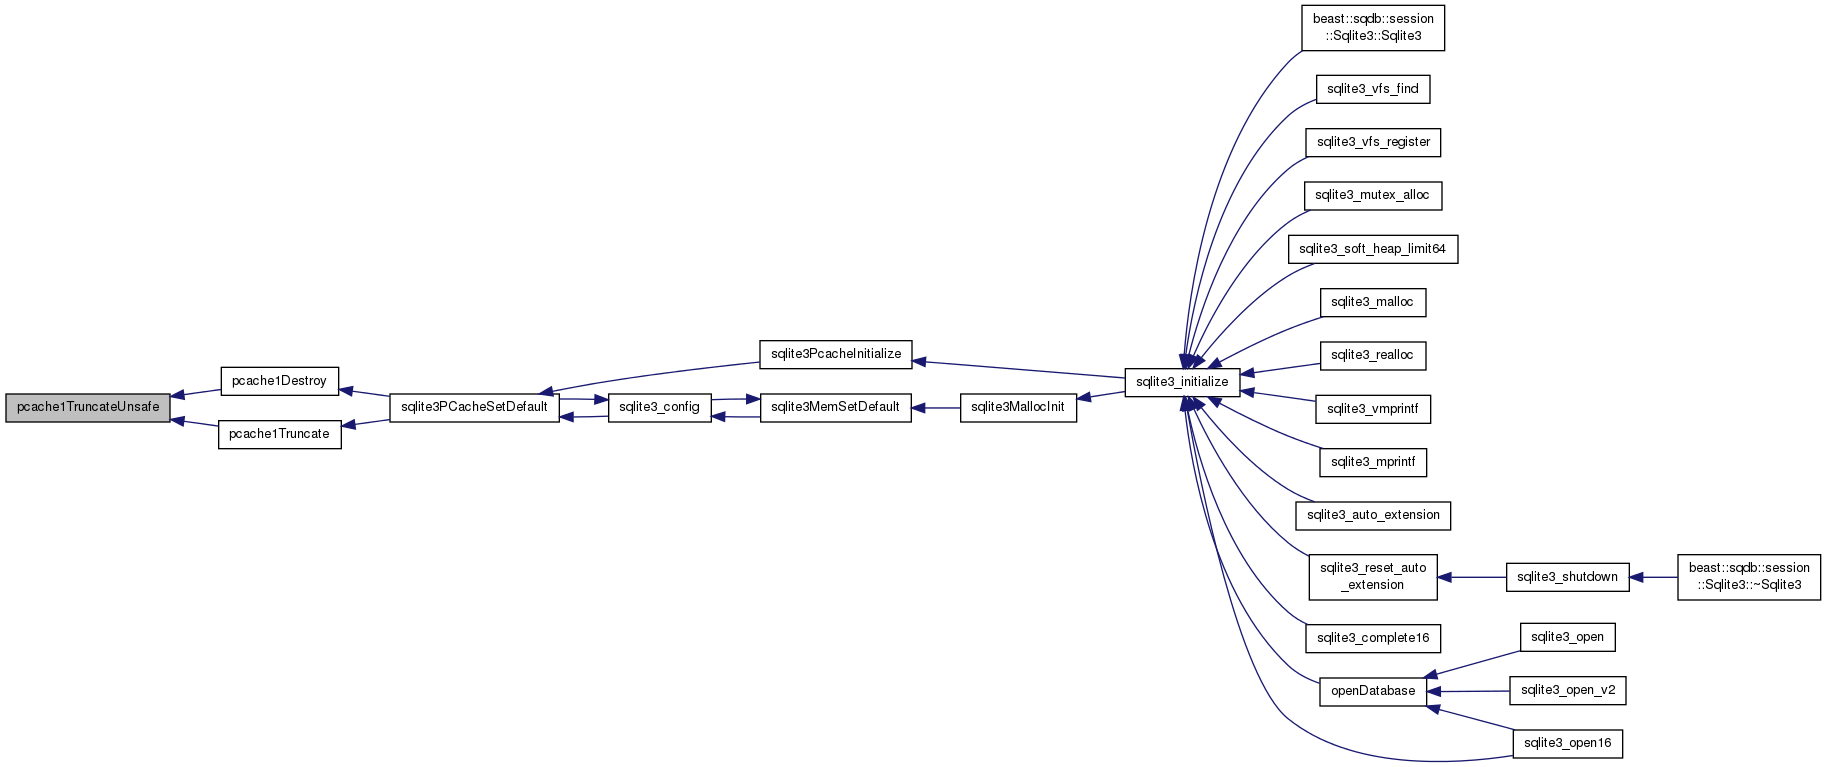 beast::sqdb::session
::Sqlite3::Sqlite3
sqlite3_vfs_find
sqlite3_vfs_register
sqlite3_mutex_alloc
sqlite3_soft_heap_limit64
sqlite3_malloc
sqlite3PcacheInitialize
sqlite3_realloc
pcache1Destroy
sqlite3_initialize
pcache1TruncateUnsafe
sqlite3PCacheSetDefault
sqlite3_config
sqlite3MemSetDefault
sqlite3MallocInit
sqlite3_vmprintf
pcache1Truncate
sqlite3_mprintf
sqlite3_auto_extension
sqlite3_reset_auto
_extension
sqlite3_shutdown
beast::sqdb::session
::Sqlite3::~Sqlite3
sqlite3_complete16
sqlite3_open
openDatabase
sqlite3_open_v2
sqlite3_open16